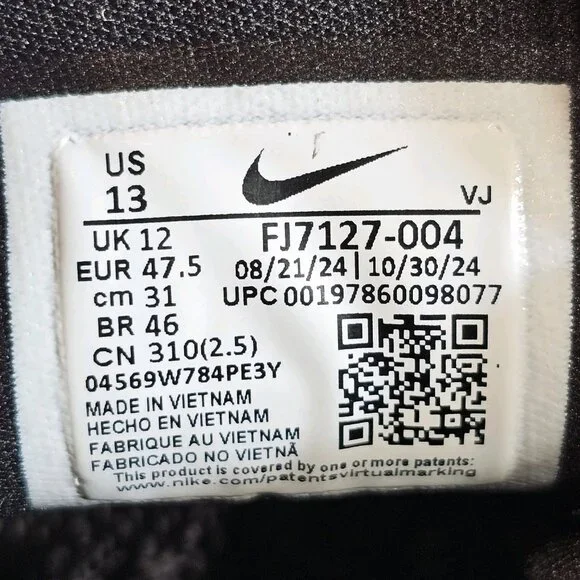 US
13
VJ
UK 12
FJ7127-004
EUR 47.5
08/21/24 | 10/30/24
cm 31
UPC 00197860098077
BR 46
CN 310(2.5)
04569W784PE3Y
MADE IN VIETNAM
HECHO EN VIETNAM
FABRIQUE AU VIETNAM
FABRICADO NO VIETNÃ
This product is covered by one or more patents:
www.nike.com/patentsvirtualmarking